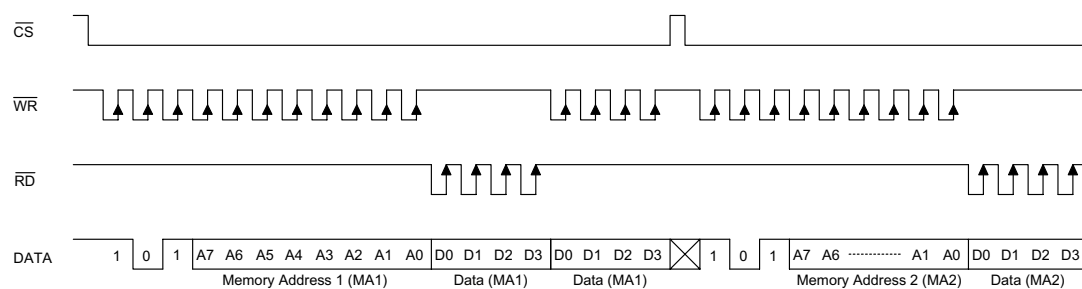 CS
WR
RD
DATA 1 0 1 A7 A6 A5 A4 A3 A2 A1 A0 D0 D1 D2 D3 D0 D1 D2 D3 1 0 1 A7 A6 A1 A0 D0 D1 D2 D3
Memory Address 1 (MA1) Data (MA1) Data (MA1) Memory Address 2 (MA2) Data (MA2)